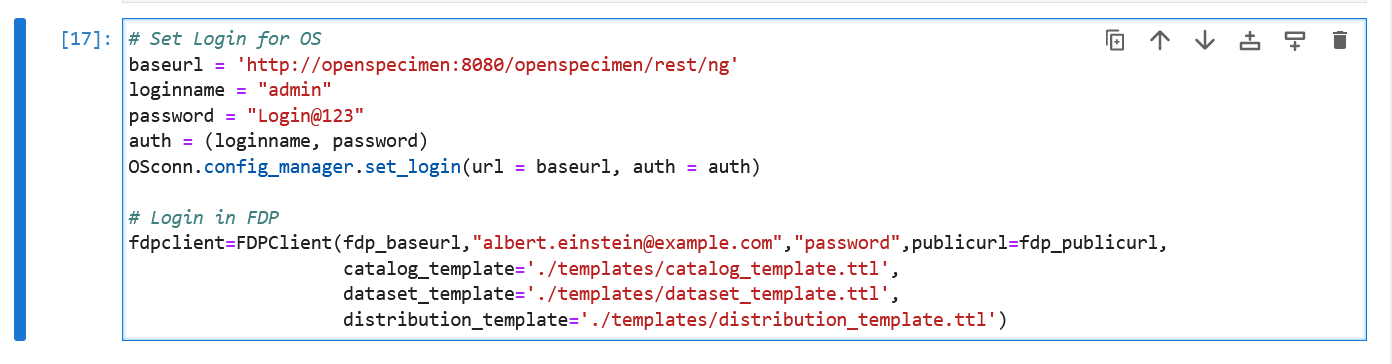 [17]:
# Set Login for OS
baseurl = 'http://openspecimen:8080/openspecimen/rest/ng'
loginname = "admin"
password = "Login@123"
auth = (loginname, password)
OSconn.config_manager.set_login(url = baseurl, auth = auth)

# Login in FDP
fdpclient=FDPClient(fdp_baseurl,"albert.einstein@example.com","password",publicurl=fdp_publicurl,
                    catalog_template='./templates/catalog_template.ttl',
                    dataset_template='./templates/dataset_template.ttl',
                    distribution_template='./templates/distribution_template.ttl')